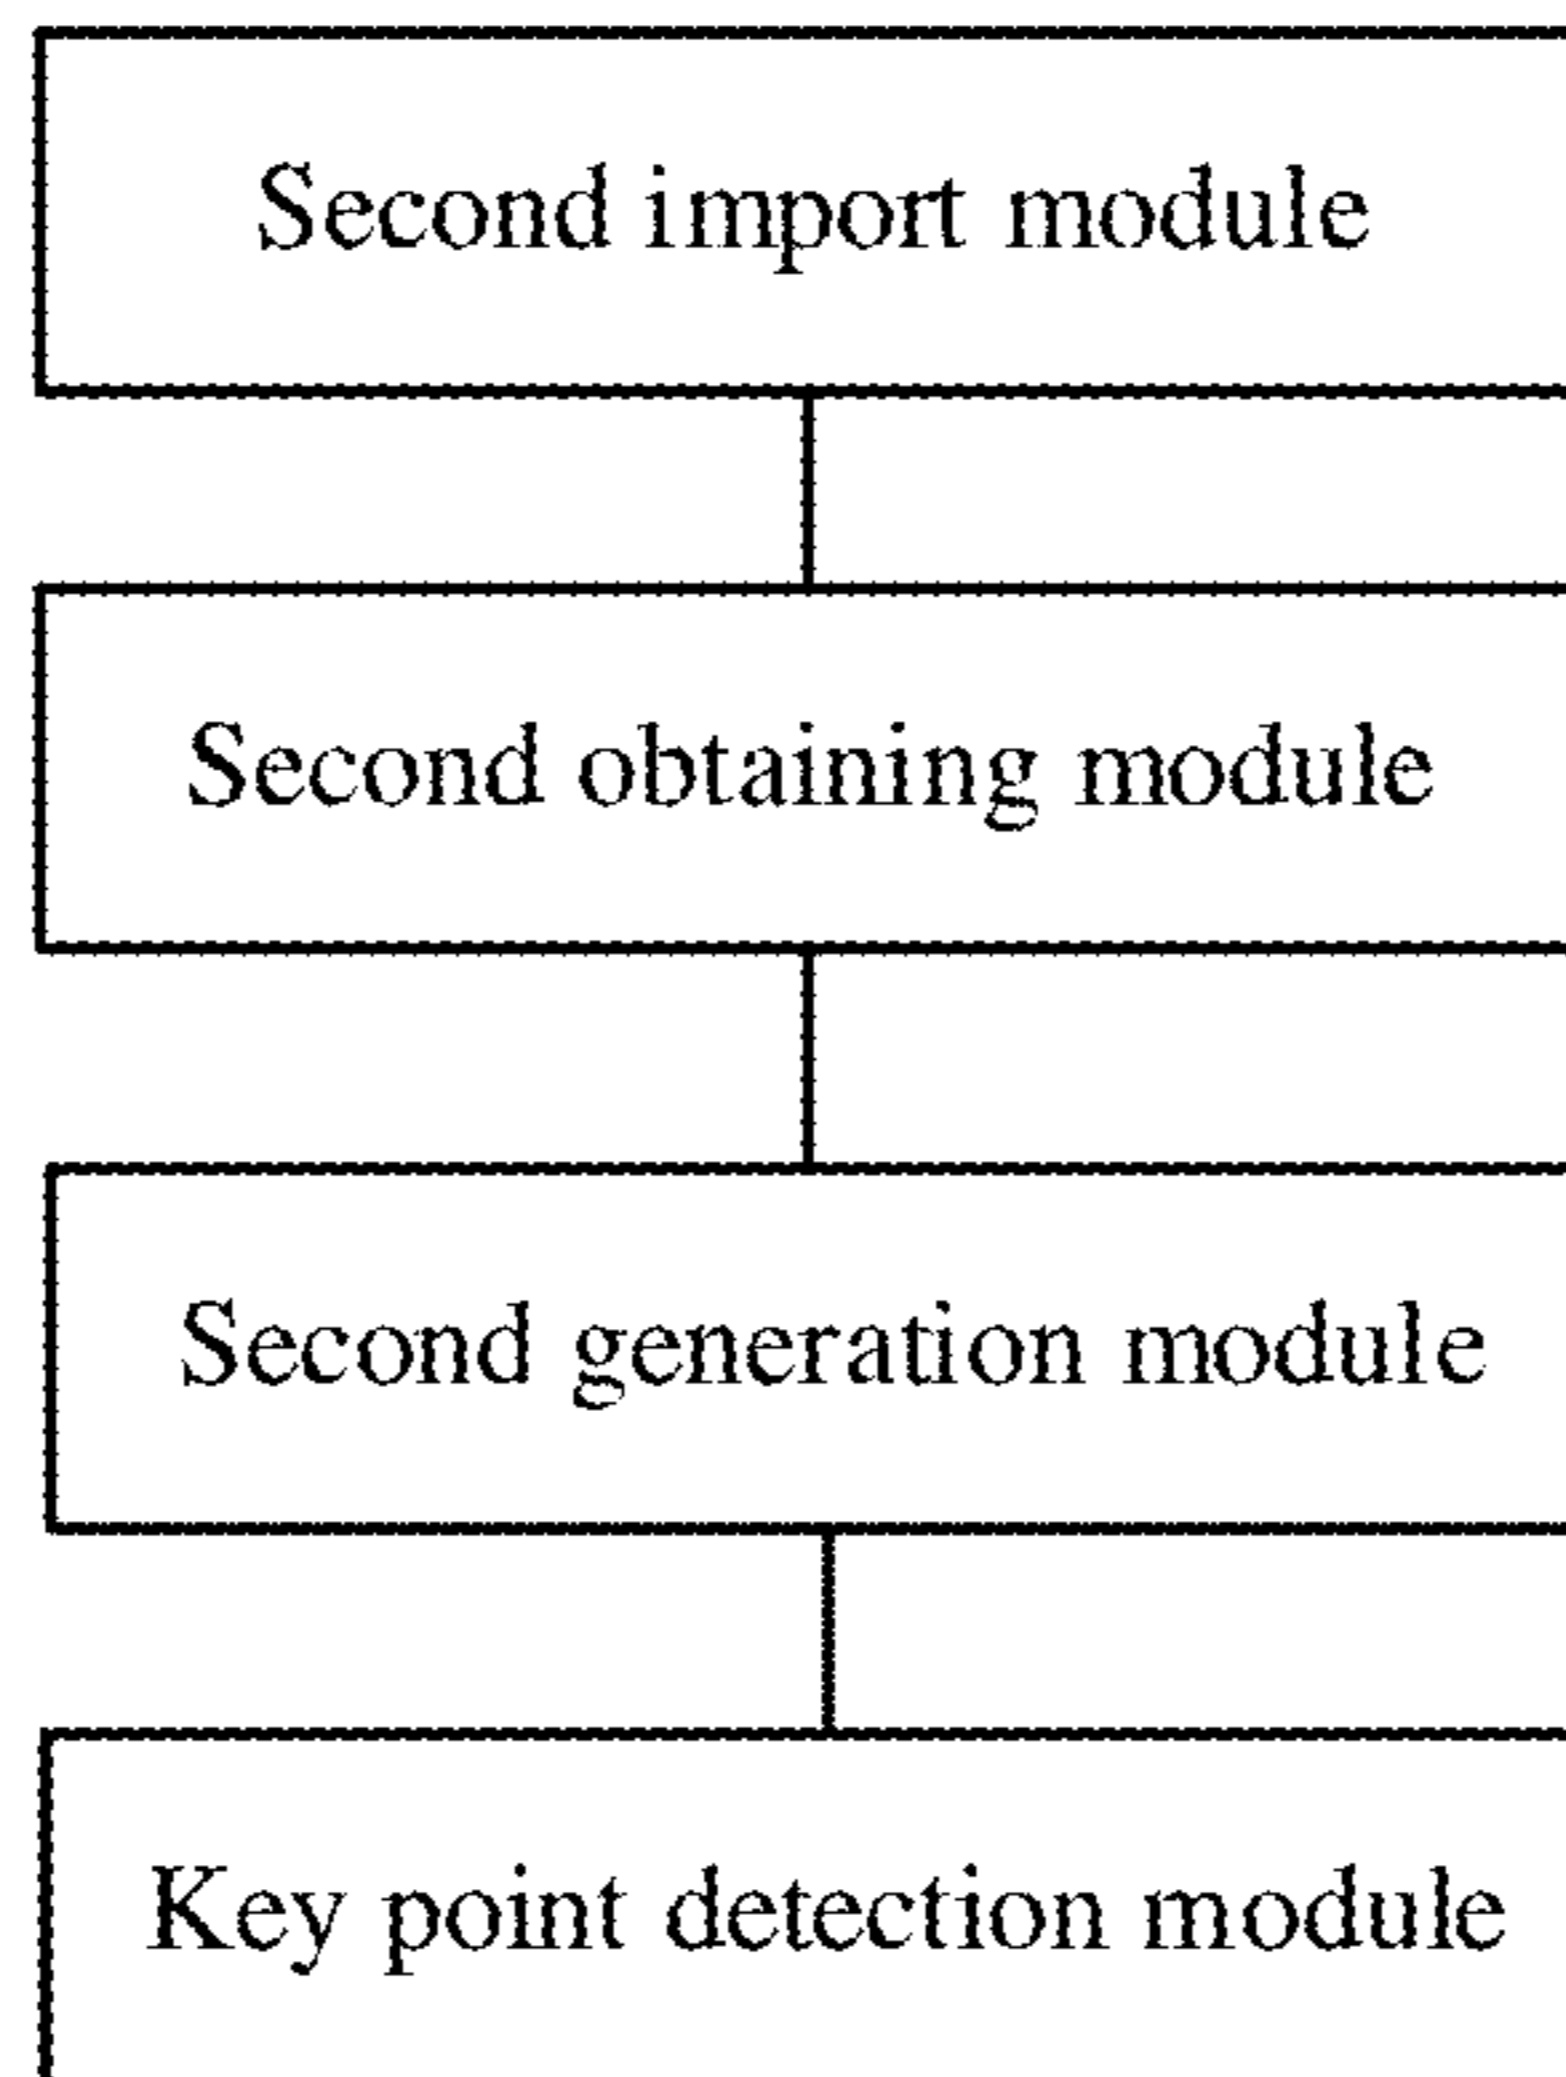 Second import module
Second obtaining module
Second generation module
Key point detection module